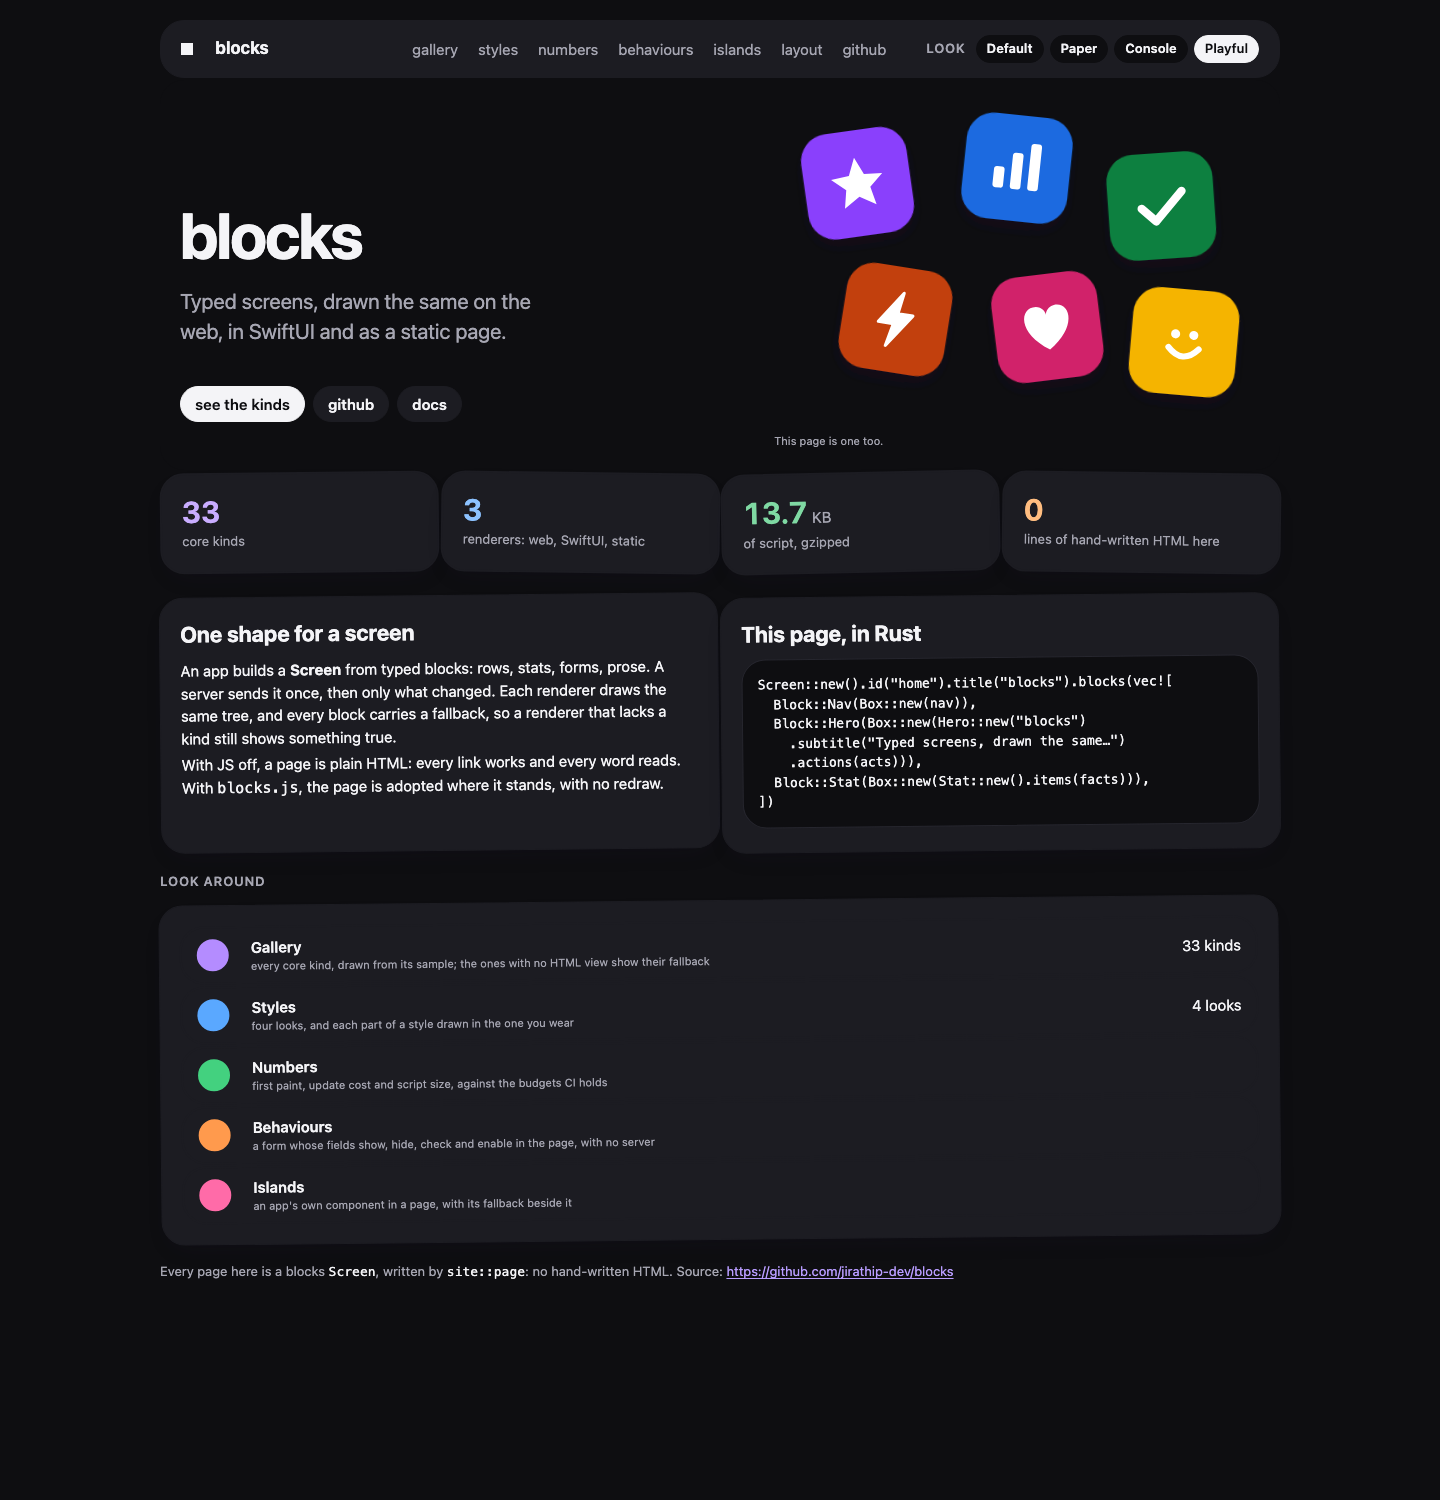 blocks
gallery styles numbers behaviours islands layout github
LOOK Default Paper Console Playful
blocks
Typed screens, drawn the same on the
web, in SwiftUI and as a static page.
see the kinds github docs
This page is one too.
33
core kinds
3
renderers: web, SwiftUI, static
13.7 KB
of script, gzipped
0
lines of hand-written HTML here
One shape for a screen
An app builds a Screen from typed blocks: rows, stats, forms, prose. A
server sends it once, then only what changed. Each renderer draws the
same tree, and every block carries a fallback, so a renderer that lacks a
kind still shows something true.
With JS off, a page is plain HTML: every link works and every word reads.
With blocks.js, the page is adopted where it stands, with no redraw.
This page, in Rust
Screen::new().id("home").title("blocks").blocks(vec![
  Block::Nav(Box::new(nav)),
  Block::Hero(Box::new(Hero::new("blocks")
    .subtitle("Typed screens, drawn the same…")
    .actions(acts))),
  Block::Stat(Box::new(Stat::new().items(facts))),
])
LOOK AROUND
Gallery
every core kind, drawn from its sample; the ones with no HTML view show their fallback
33 kinds
Styles
four looks, and each part of a style drawn in the one you wear
4 looks
Numbers
first paint, update cost and script size, against the budgets CI holds
Behaviours
a form whose fields show, hide, check and enable in the page, with no server
Islands
an app's own component in a page, with its fallback beside it
Every page here is a blocks Screen, written by site::page: no hand-written HTML. Source: https://github.com/jirathip-dev/blocks